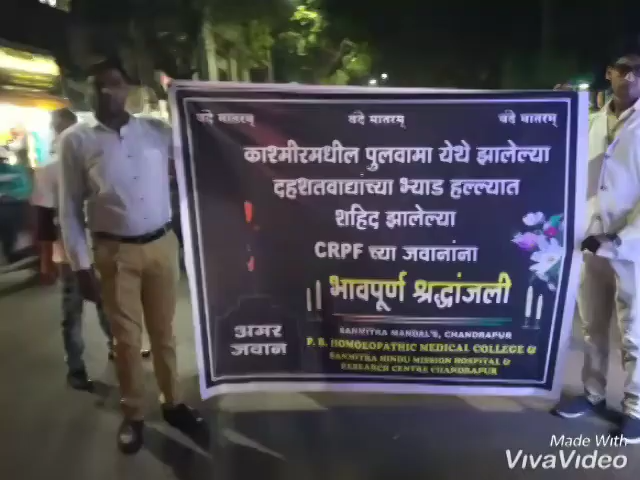 वंदे मातरम् वंदे मातरम् वंदे मातरम्
काश्मीरमधील पुलवामा येथे झालेल्या
दहशतवाद्यांच्या भ्याड हल्ल्यात
शहिद झालेल्या
CRPF च्या जवानांना
भावपूर्ण श्रद्धांजली
अमर
जवान
SANMITRA MANDAL'S, CHANDRAPUR
P. B. HOMOEOPATHIC MEDICAL COLLEGE &
SANMITRA HINDU MISSION HOSPITAL &
RESEARCH CENTRE CHANDRAPUR
Made With
VivaVideo